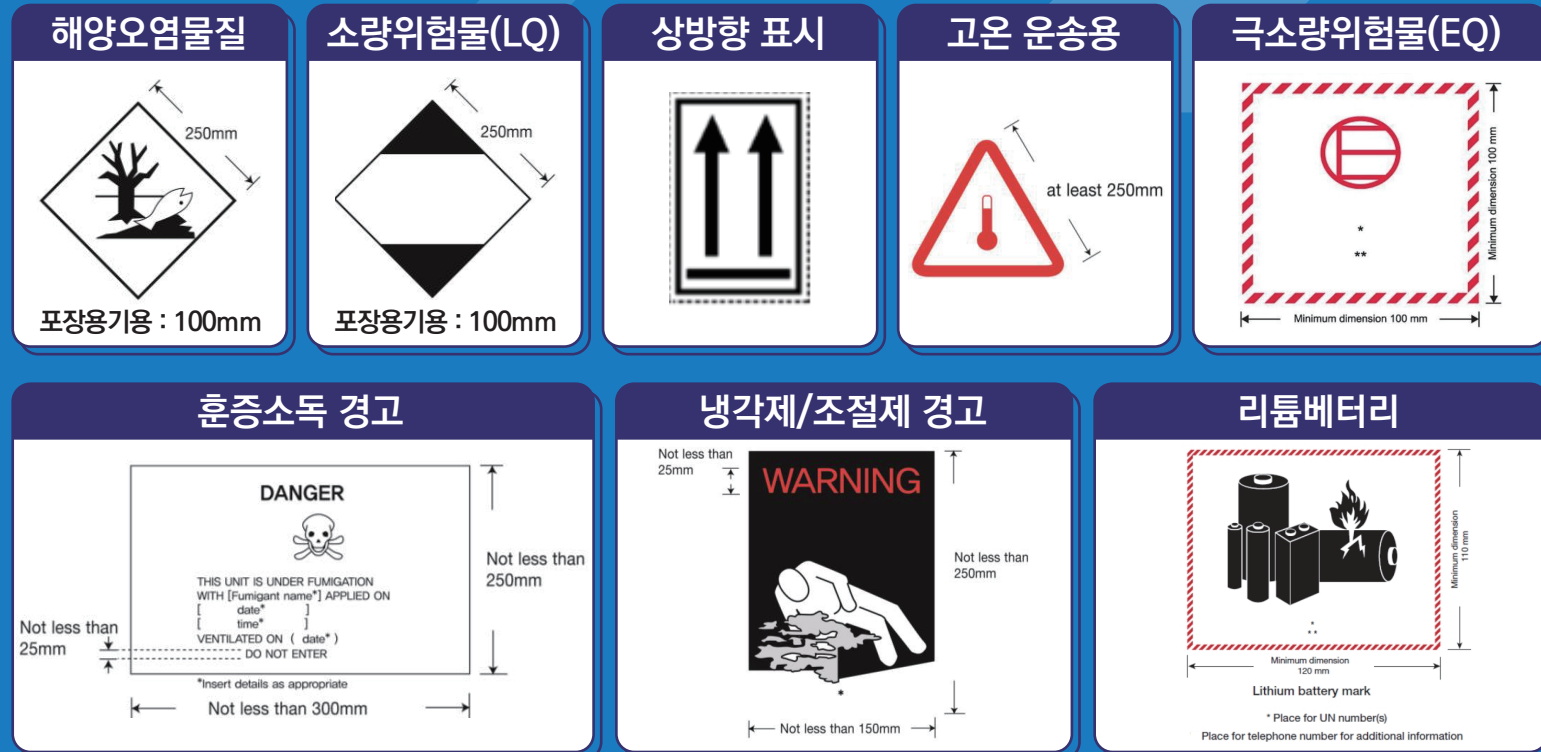 해양오염물질
250mm
포장용기용 : 100mm
소량위험물(LQ)
250mm
포장용기용 : 100mm
상방향 표시
고온 운송용
at least 250mm
극소량위험물(EQ)
*
**
Minimum dimension 100 mm
Minimum dimension 100 mm
훈증소독 경고
DANGER
THIS UNIT IS UNDER FUMIGATION
WITH [Fumigant name*] APPLIED ON
[ date* ]
[ time* ]
VENTILATED ON ( date* )
DO NOT ENTER
*Insert details as appropriate
Not less than
25mm
Not less than
250mm
Not less than 300mm
냉각제/조절제 경고
Not less than
25mm
WARNING
Not less than
250mm
*
Not less than 150mm
리튬베터리
Minimum dimension
110 mm
Minimum dimension
120 mm
Lithium battery mark
* Place for UN number(s)
Place for telephone number for additional information